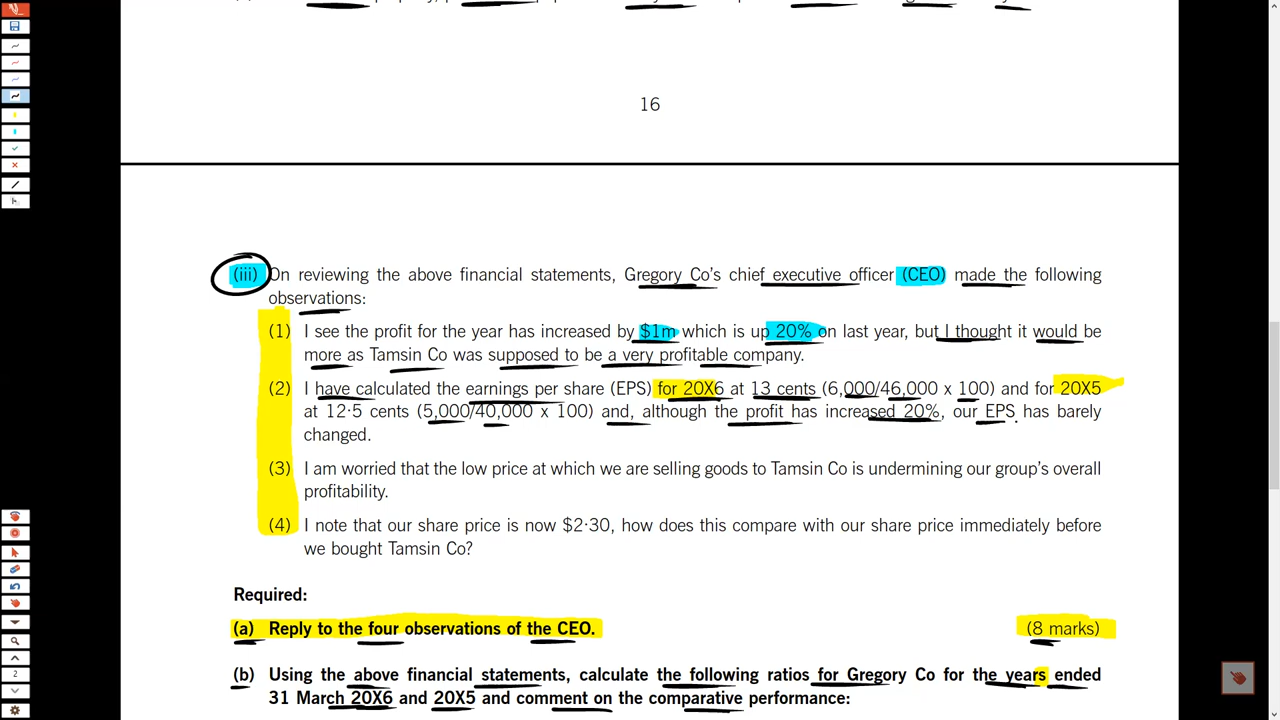 16
(iii) On reviewing the above financial statements, Gregory Co's chief executive officer (CEO) made the following
observations:
(1) I see the profit for the year has increased by $1m which is up 20% on last year, but I thought it would be
more as Tamsin Co was supposed to be a very profitable company.
(2) I have calculated the earnings per share (EPS) for 20X6 at 13 cents (6,000/46,000 x 100) and for 20X5
at 12·5 cents (5,000/40,000 x 100) and, although the profit has increased 20%, our EPS has barely
changed.
(3) I am worried that the low price at which we are selling goods to Tamsin Co is undermining our group's overall
profitability.
(4) I note that our share price is now $2·30, how does this compare with our share price immediately before
we bought Tamsin Co?
Required:
(a) Reply to the four observations of the CEO. (8 marks)
(b) Using the above financial statements, calculate the following ratios for Gregory Co for the years ended
31 March 20X6 and 20X5 and comment on the comparative performance:
2